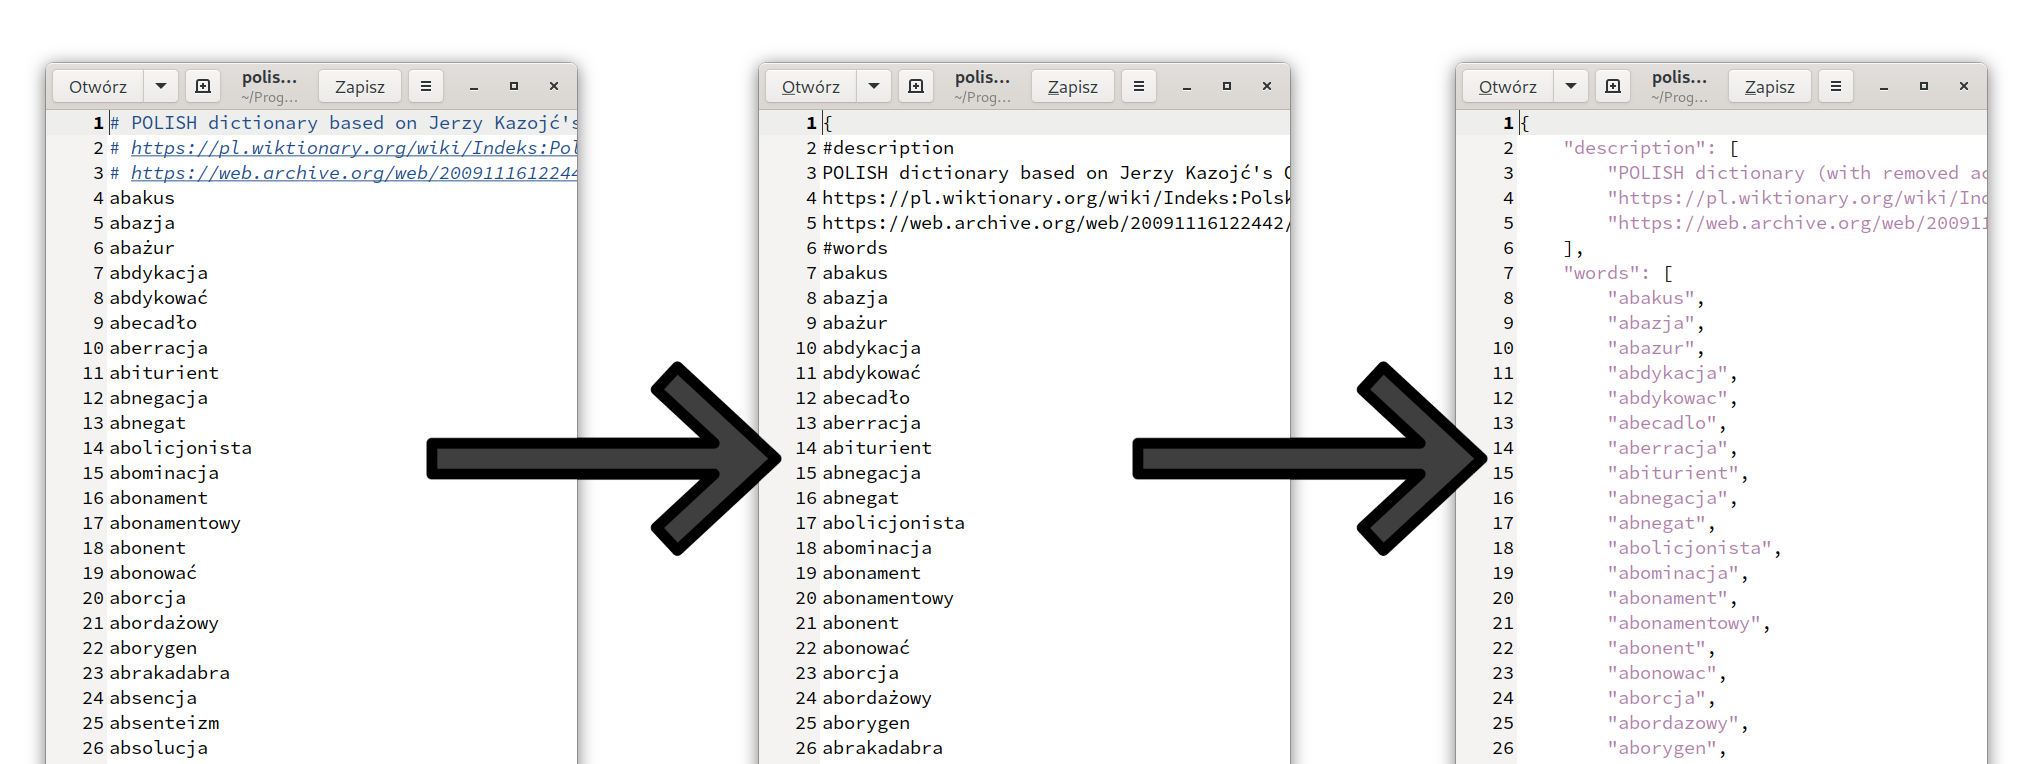 Otwórz polis... ~/Prog... Zapisz
1 # POLISH dictionary based on Jerzy Kazojć's
2 # https://pl.wiktionary.org/wiki/Indeks:Pol
3 # https://web.archive.org/web/2009111612244
4 abakus
5 abazja
6 abażur
7 abdykacja
8 abdykować
9 abecadło
10 aberracja
11 abiturient
12 abnegacja
13 abnegat
14 abolicjonista
15 abominacja
16 abonament
17 abonamentowy
18 abonent
19 abonować
20 aborcja
21 abordażowy
22 aborygen
23 abrakadabra
24 absencja
25 absenteizm
26 absolucja
Otwórz polis... ~/Prog... Zapisz
1 {
2 #description
3 POLISH dictionary based on Jerzy Kazojć's
4 https://pl.wiktionary.org/wiki/Indeks:Polsk
5 https://web.archive.org/web/20091116122442/
6 #words
7 abakus
8 abazja
9 abażur
10 abdykacja
11 abdykować
12 abecadło
13 aberracja
14 abiturient
15 abnegacja
16 abnegat
17 abolicjonista
18 abominacja
19 abonament
20 abonamentowy
21 abonent
22 abonować
23 aborcja
24 abordażowy
25 aborygen
26 abrakadabra
Otwórz polis... ~/Prog... Zapisz
1 {
2 "description": [
3 "POLISH dictionary (with removed ac
4 "https://pl.wiktionary.org/wiki/Ind
5 "https://web.archive.org/web/200911
6 ],
7 "words": [
8 "abakus",
9 "abazja",
10 "abazur",
11 "abdykacja",
12 "abdykowac",
13 "abecadlo",
14 "aberracja",
15 "abiturient",
16 "abnegacja",
17 "abnegat",
18 "abolicjonista",
19 "abominacja",
20 "abonament",
21 "abonamentowy",
22 "abonent",
23 "abonowac",
24 "aborcja",
25 "abordazowy",
26 "aborygen",